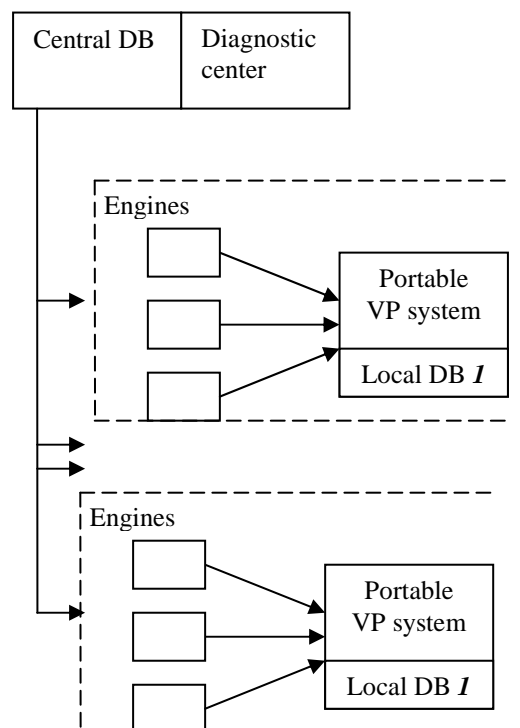 Central DB
Diagnostic
center
Engines
Portable
VP system
Local DB 1
Engines
Portable
VP system
Local DB 1